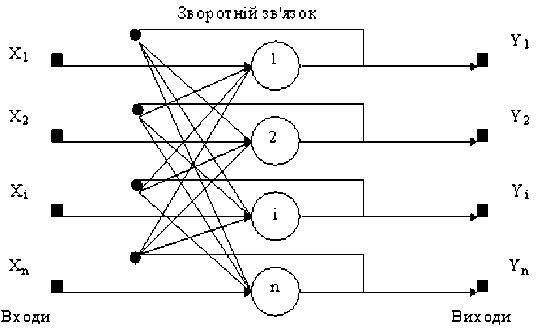 Зворотній зв'язок
X1 1 Y1
X2 2 Y2
Xi i Yi
Xn n Yn
Входи Виходи